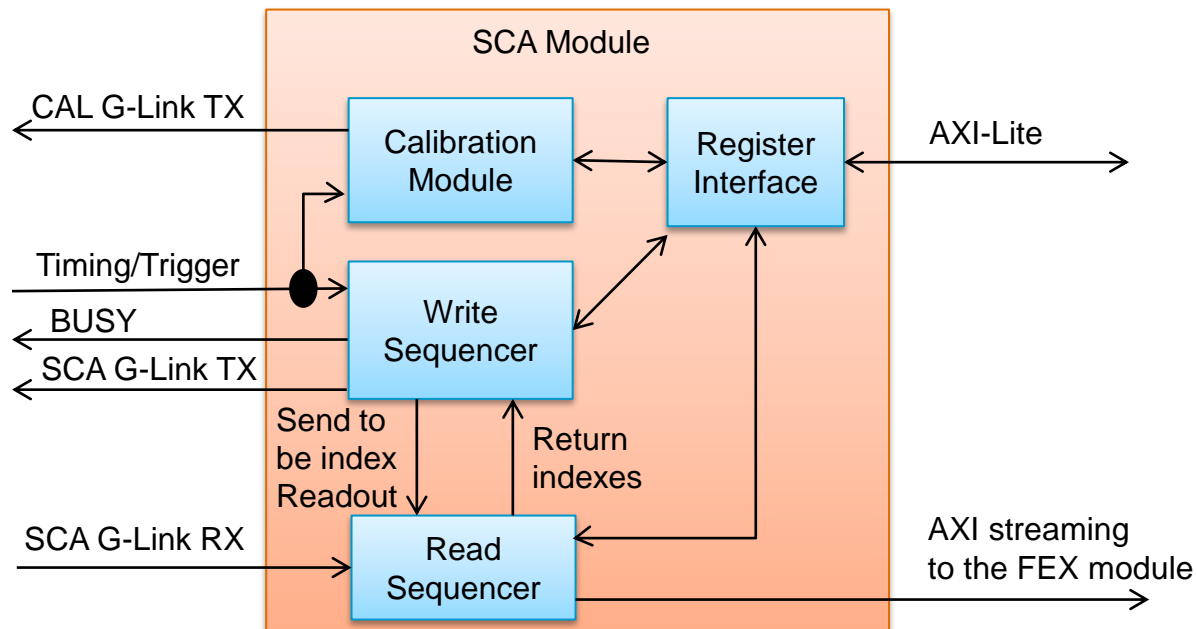 SCA Module
CAL G-Link TX
Calibration
Module
Register
Interface
AXI-Lite
Timing/Trigger
BUSY
SCA G-Link TX
Write
Sequencer
Send to
be index
Readout
Return
indexes
SCA G-Link RX
Read
Sequencer
AXI streaming
to the FEX module